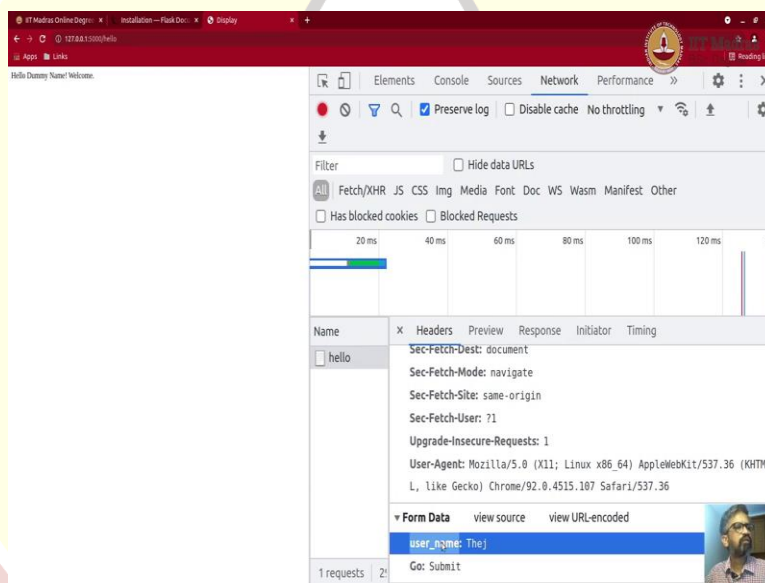 IIT Madras Online Degre
Installation — Flask Docu
Display
127.0.0.1:5000/hello
Apps
Links
Reading li
Hello Dummy Name! Welcome.
Elements Console Sources Network Performance »
Preserve log Disable cache No throttling
Filter Hide data URLs
All Fetch/XHR JS CSS Img Media Font Doc WS Wasm Manifest Other
Has blocked cookies Blocked Requests
20 ms 40 ms 60 ms 80 ms 100 ms 120 ms
Name x Headers Preview Response Initiator Timing
hello
Sec-Fetch-Dest: document
Sec-Fetch-Mode: navigate
Sec-Fetch-Site: same-origin
Sec-Fetch-User: ?1
Upgrade-Insecure-Requests: 1
User-Agent: Mozilla/5.0 (X11; Linux x86_64) AppleWebKit/537.36 (KHTM
L, like Gecko) Chrome/92.0.4515.107 Safari/537.36
Form Data view source view URL-encoded
user_name: Thej
Go: Submit
1 requests